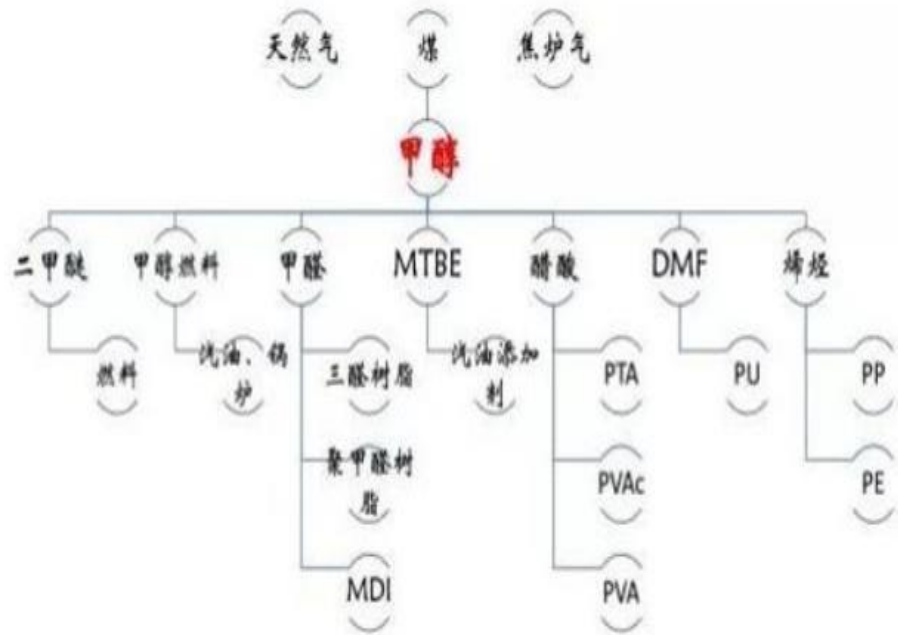 天然气
煤
焦炉气
甲醇
二甲醚
甲醇燃料
甲醛
MTBE
醋酸
DMF
烯烃
燃料
汽油、锅
炉
三醛树脂
汽油添加
制
PTA
PU
PP
聚甲醛树
脂
PVAc
PE
MDI
PVA